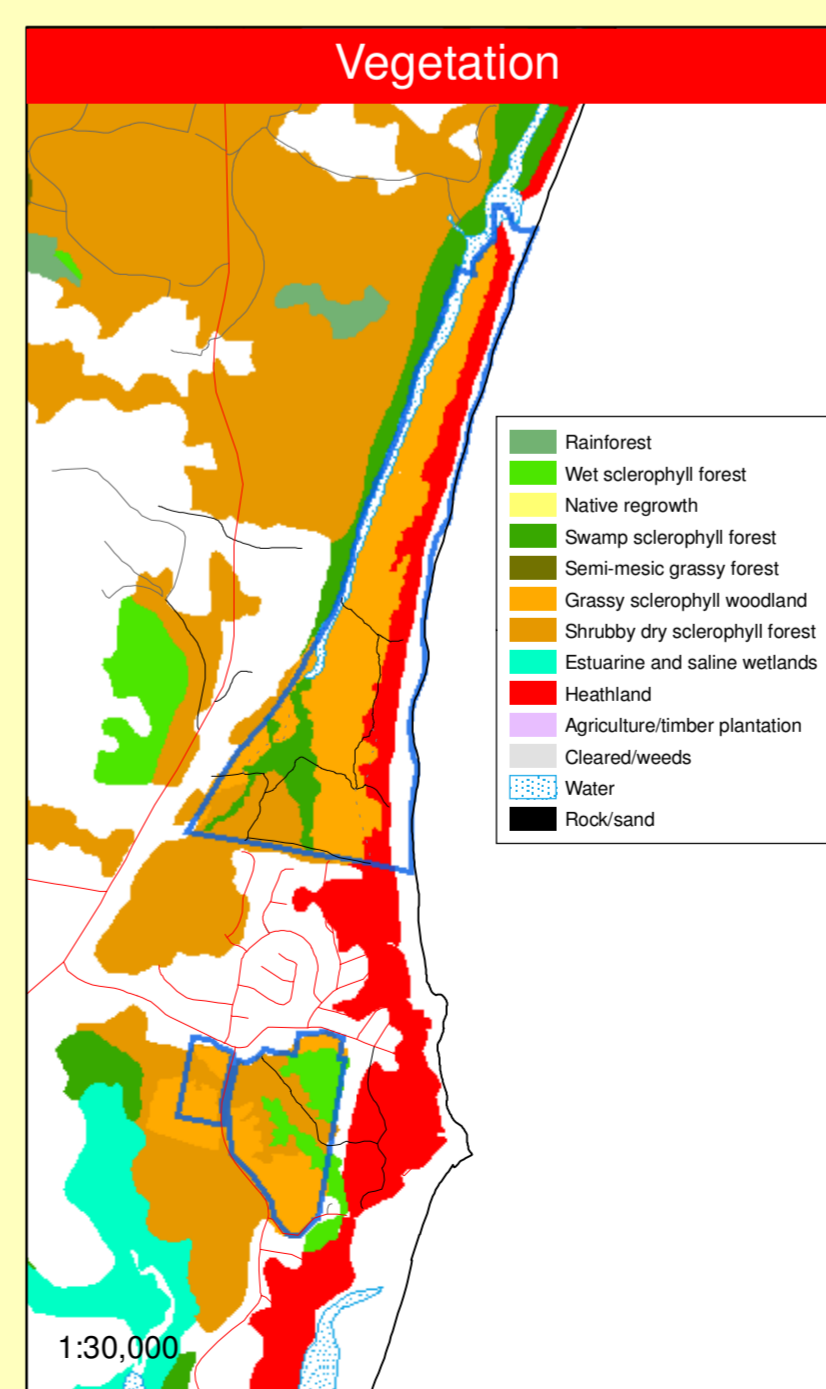 Vegetation
Rainforest
Wet sclerophyll forest
Native regrowth
Swamp sclerophyll forest
Semi-mesic grassy forest
Grassy sclerophyll woodland
Shrubby dry sclerophyll forest
Estuarine and saline wetlands
Heathland
Agriculture/timber plantation
Cleared/weeds
Water
Rock/sand
1:30,000